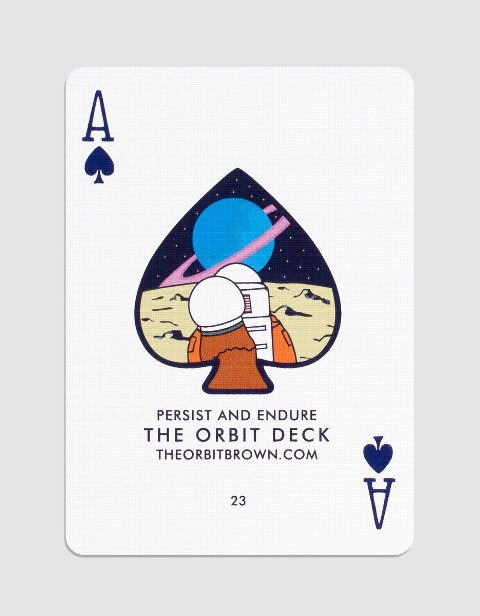 A
PERSIST AND ENDURE
THE ORBIT DECK
THEORBITBROWN.COM
23
A